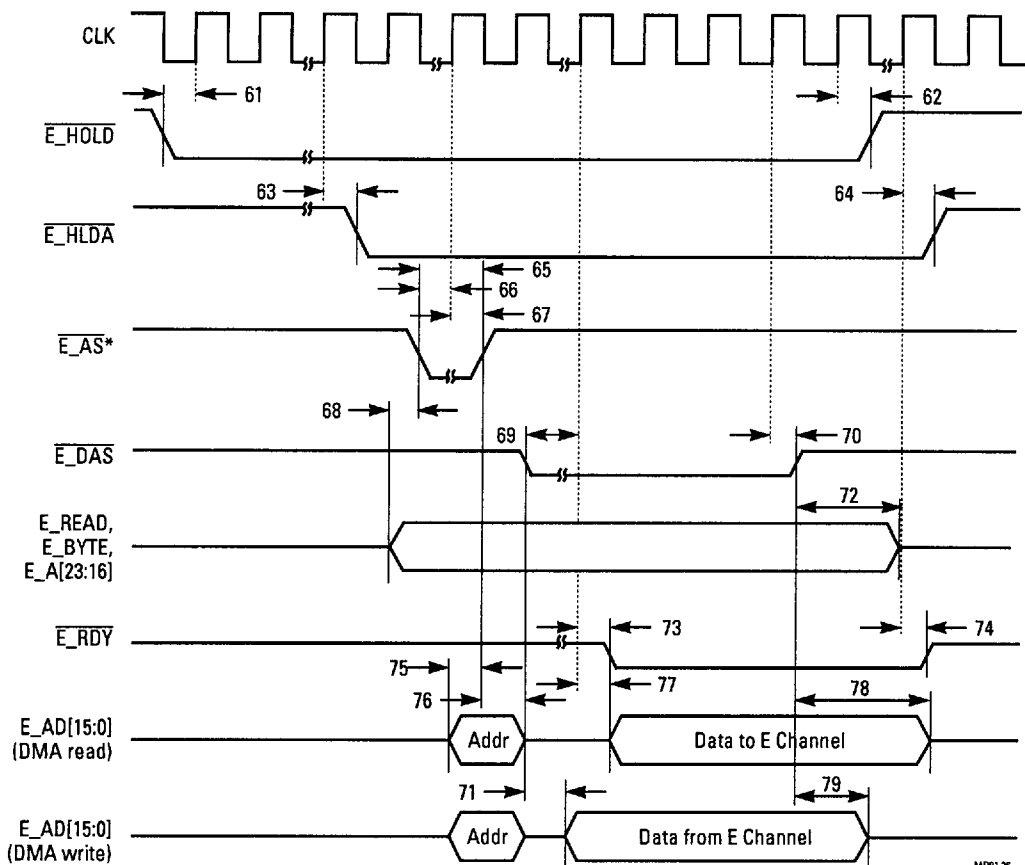 CLK
61
62
E_HOLD
63
64
E_HLDA
65
66
67
E_AS*
68
69
70
E_DAS
72
E_READ,
E_BYTE,
E_A[23:16]
E_RDY
73
74
75
77
76
78
E_AD[15:0]
(DMA read)
Addr
Data to E Channel
71
79
E_AD[15:0]
(DMA write)
Addr
Data from E Channel